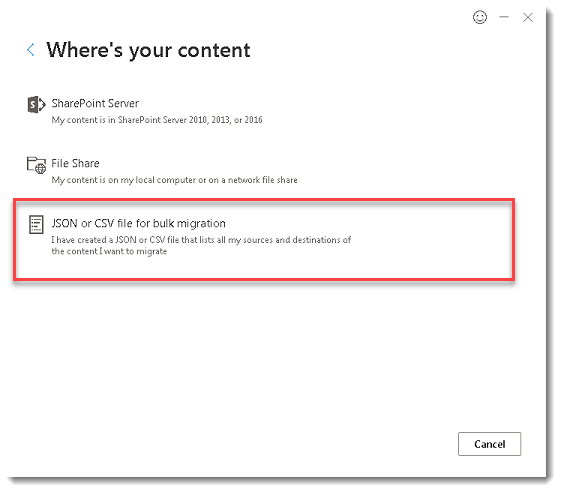 Where's your content
SharePoint Server
My content is in SharePoint Server 2010, 2013, or 2016
File Share
My content is on my local computer or on a network file share
JSON or CSV file for bulk migration
I have created a JSON or CSV file that lists all my sources and destinations of
the content I want to migrate
Cancel